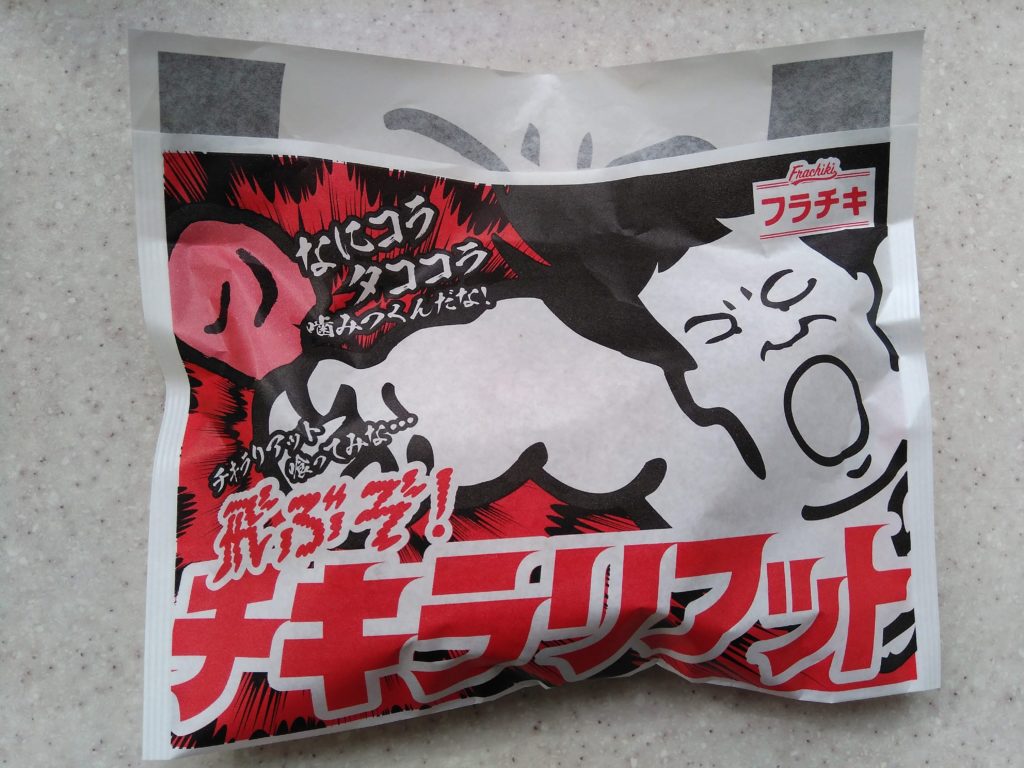 Frachiki
フラチキ
なにコラ
タココラ
噛みつくんだな!
チキラリアット
喰ってみな…
飛ぶぞ!
チキラリアット